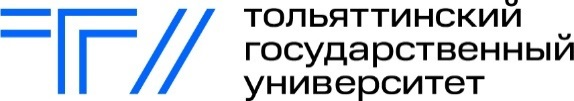 тольяттинский
государственный
университет